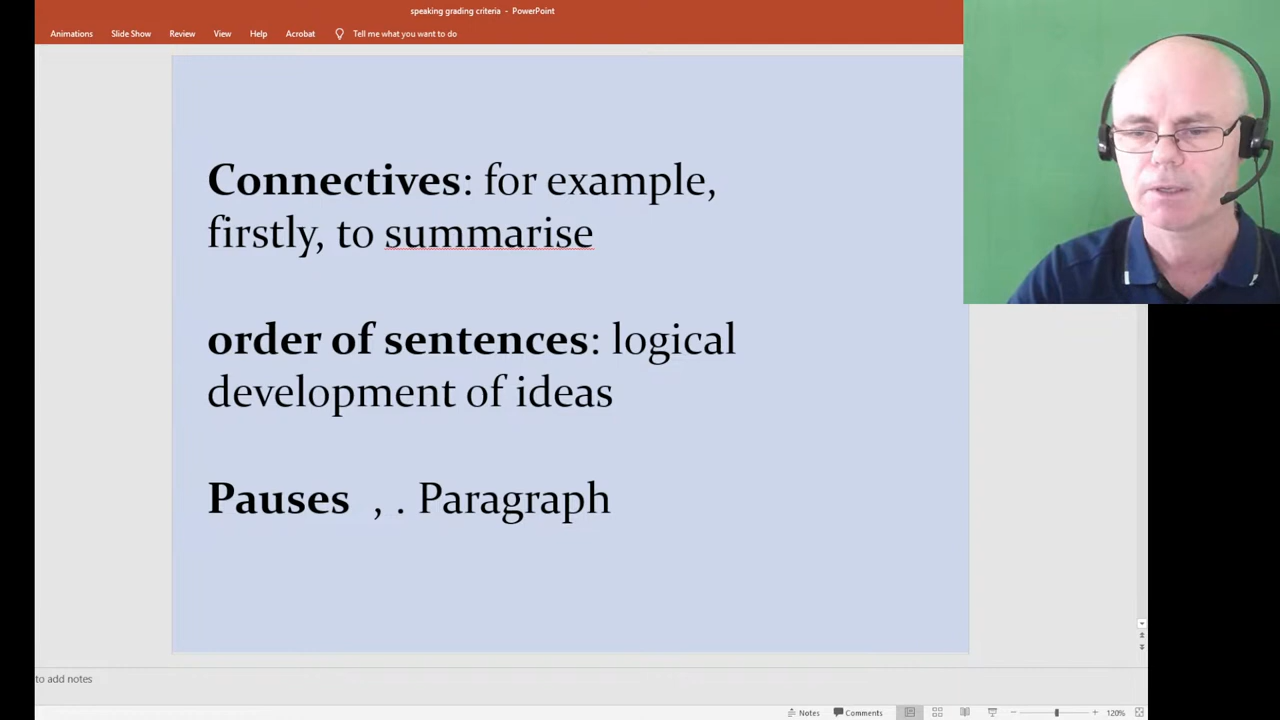 speaking grading criteria - PowerPoint
Animations Slide Show Review View Help Acrobat Tell me what you want to do
Connectives: for example,
firstly, to summarise
order of sentences: logical
development of ideas
Pauses , . Paragraph
to add notes
Notes Comments 120%